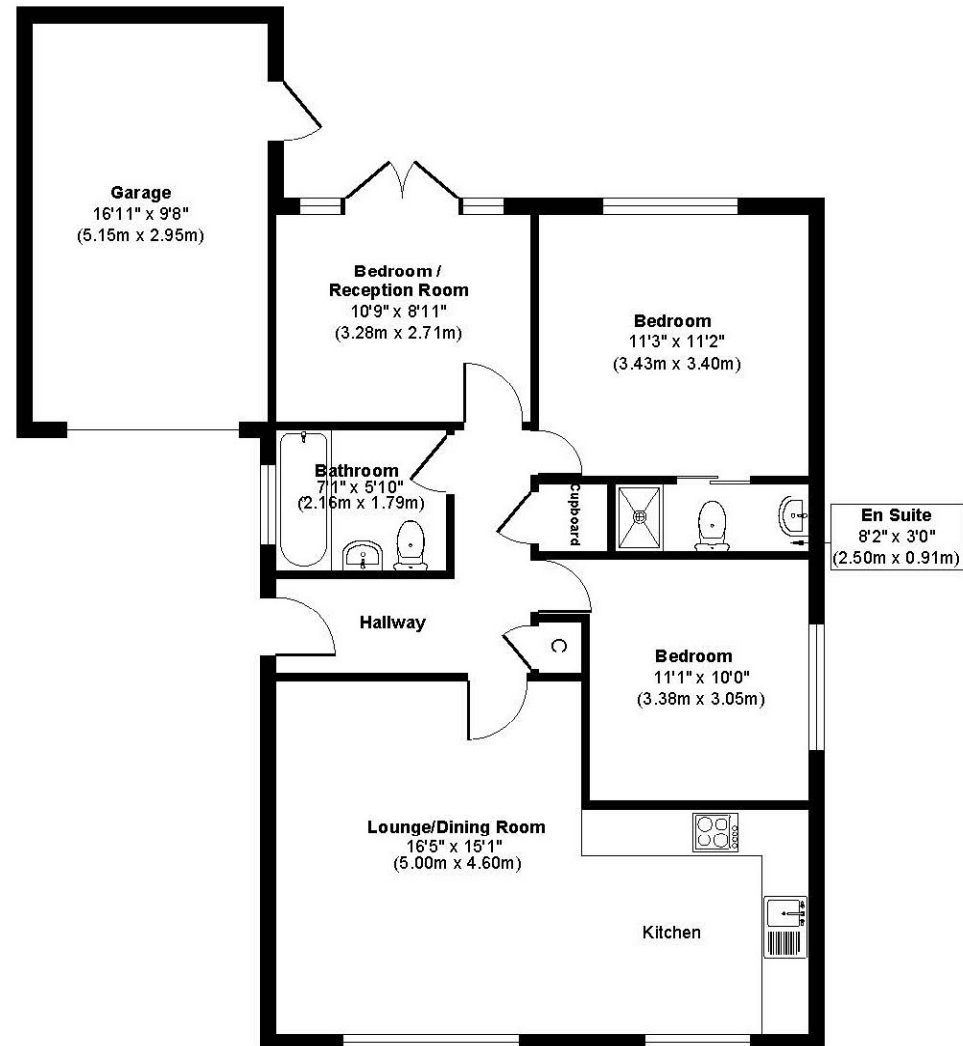 Garage
16'11" x 9'8"
(5.15m x 2.95m)
Bedroom /
Reception Room
10'9" x 8'11"
(3.28m x 2.71m)
Bedroom
11'3" x 11'2"
(3.43m x 3.40m)
Bathroom
7'1" x 5'10"
(2.16m x 1.79m)
Cupboard
En Suite
8'2" x 3'0"
(2.50m x 0.91m)
Hallway
C
Bedroom
11'1" x 10'0"
(3.38m x 3.05m)
Lounge/Dining Room
16'5" x 15'1"
(5.00m x 4.60m)
Kitchen